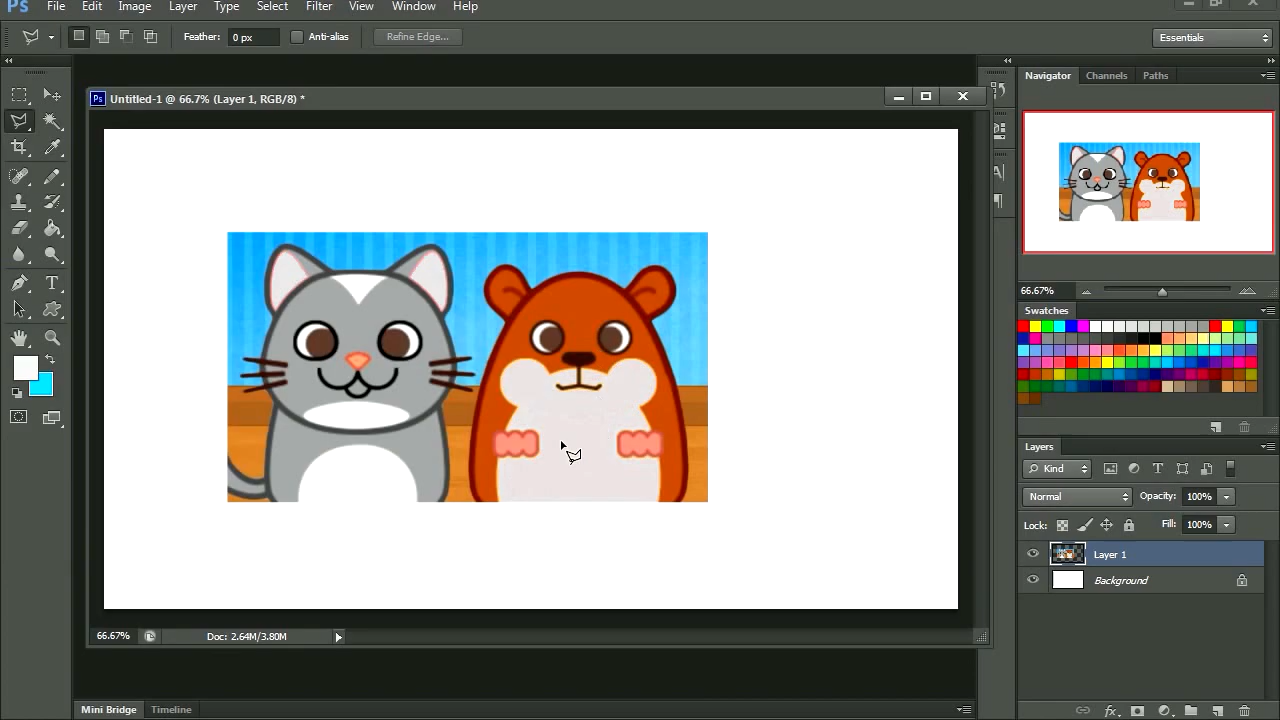 Ps File Edit Image Layer Type Select Filter View Window Help
Feather: 0 px Anti-alias Refine Edge... Essentials
Navigator Channels Paths
Ps Untitled-1 @ 66.7% (Layer 1, RGB/8) *
66.67%
Swatches
Layers
Kind
Normal Opacity: 100%
Lock: Fill: 100%
Layer 1
Background
66.67% Doc: 2.64M/3.80M
Mini Bridge Timeline